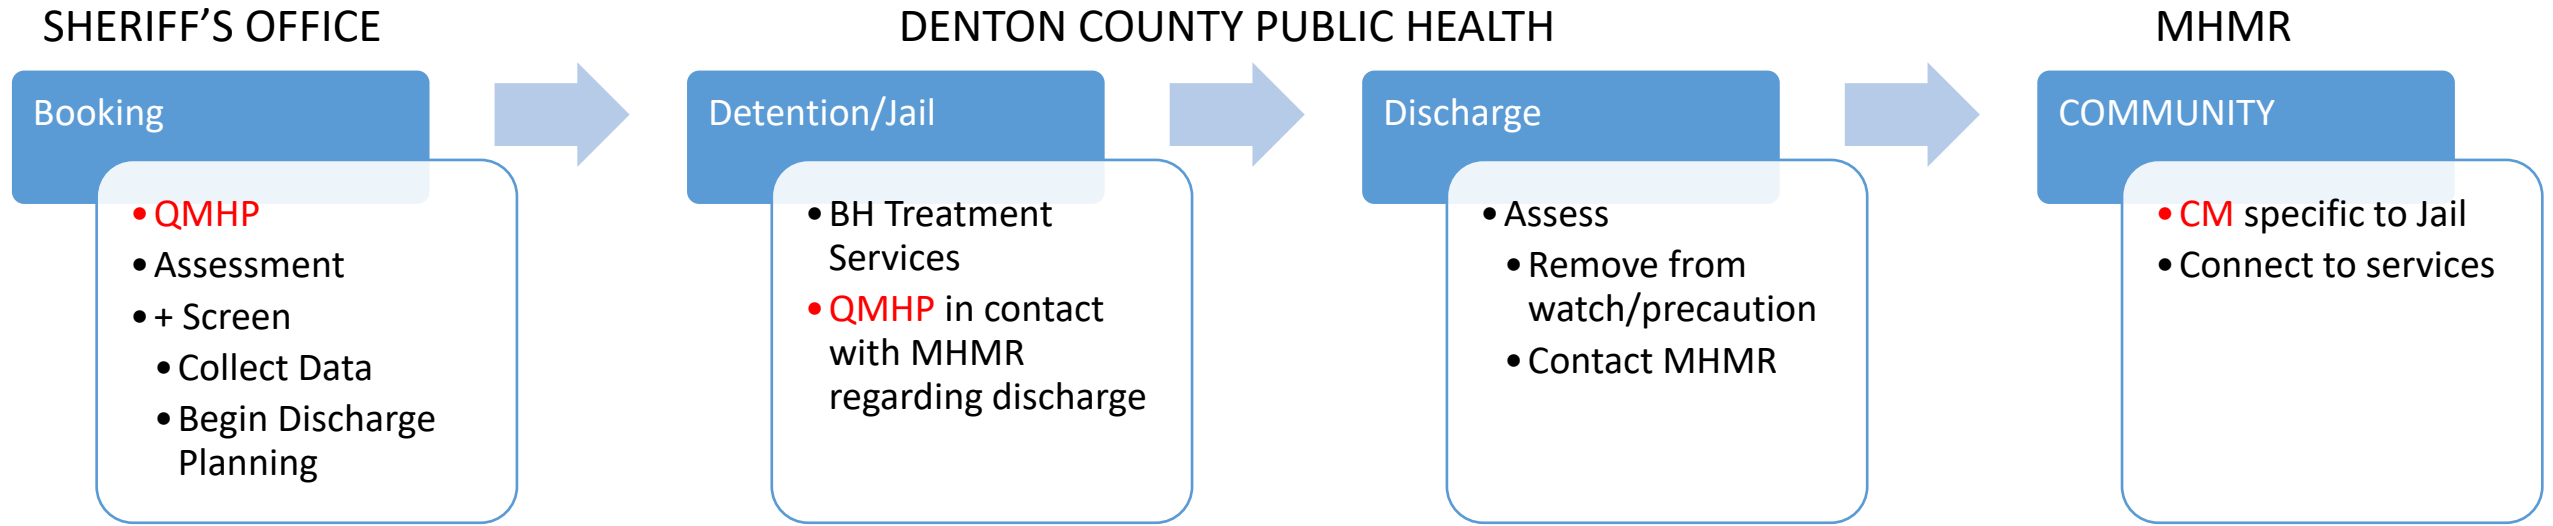 SHERIFF’S OFFICE
DENTON COUNTY PUBLIC HEALTH
MHMR
Booking
• QMHP
• Assessment
• + Screen
• Collect Data
• Begin Discharge
Planning
Detention/Jail
• BH Treatment
Services
• QMHP in contact
with MHMR
regarding discharge
Discharge
• Assess
• Remove from
watch/precaution
• Contact MHMR
COMMUNITY
• CM specific to Jail
• Connect to services